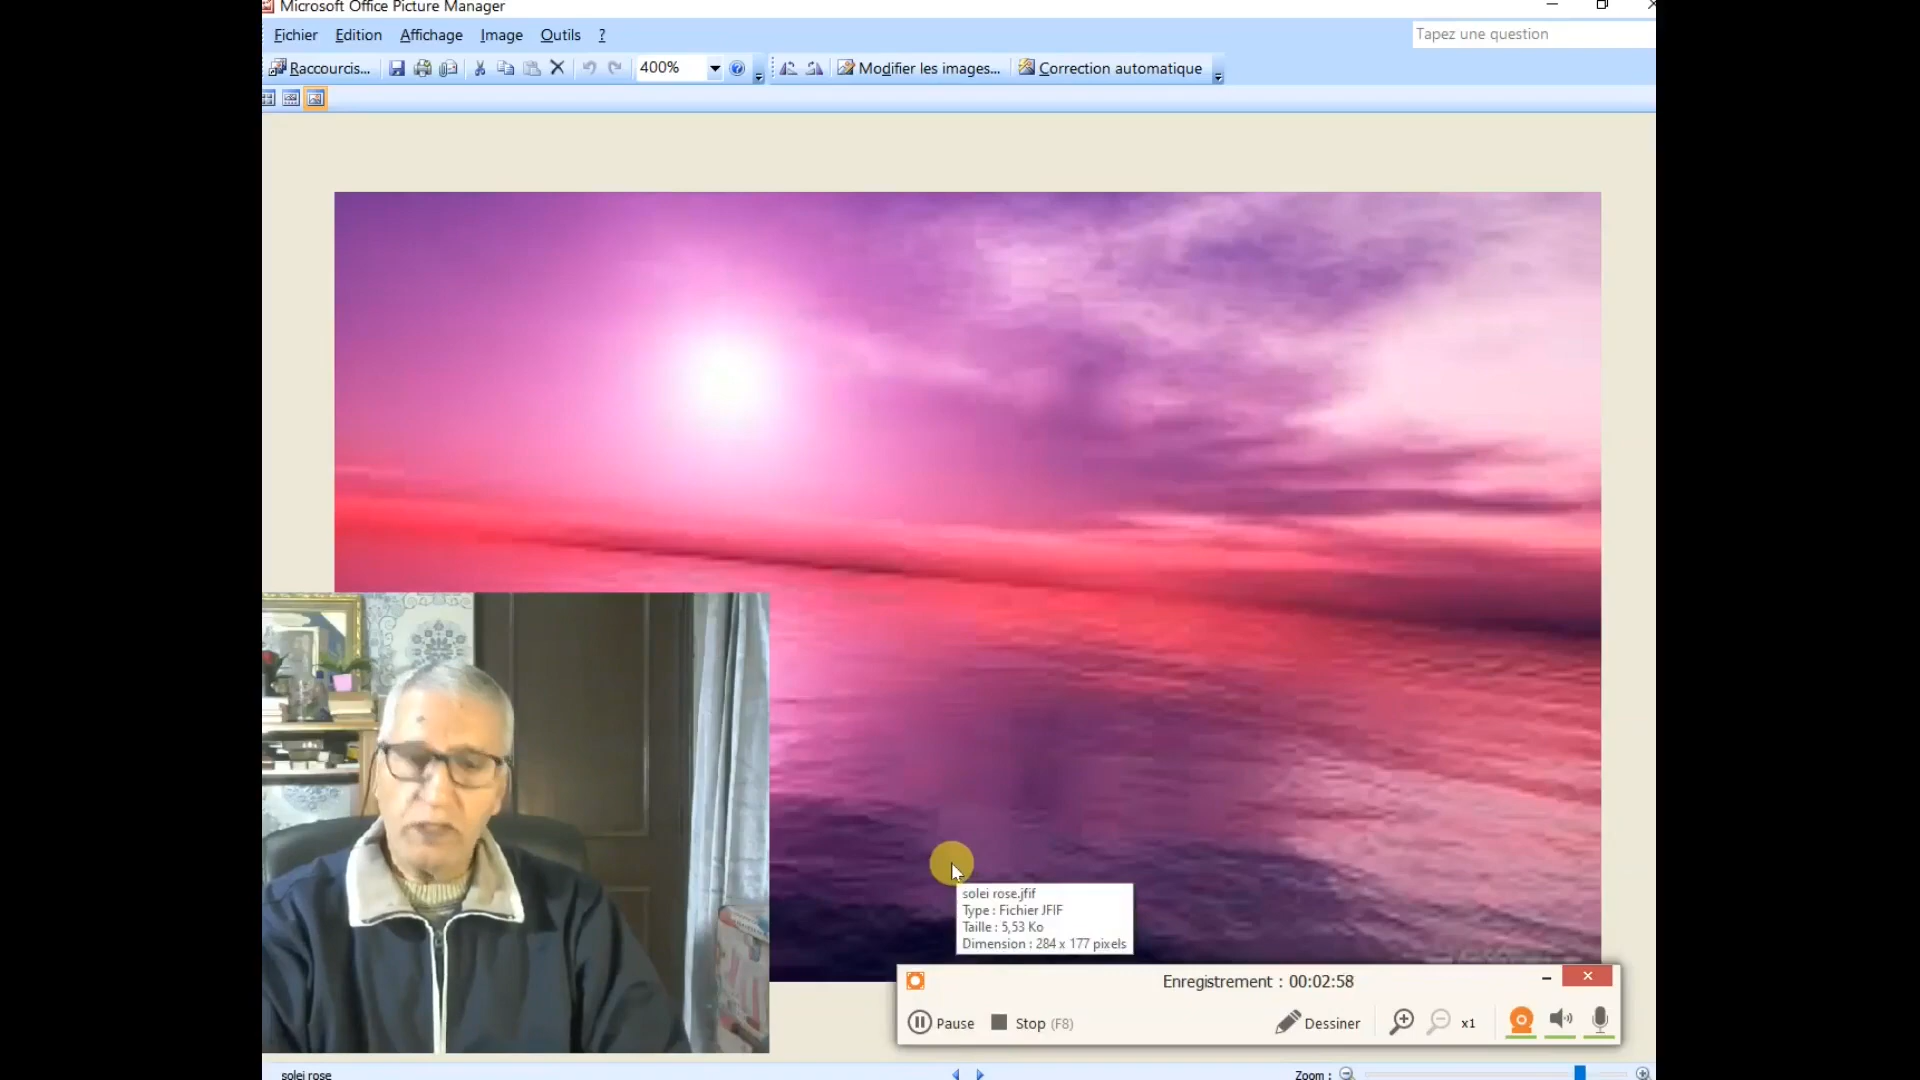 Microsoft Office Picture Manager
Fichier Edition Affichage Image Outils ?
Tapez une question
Raccourcis... 400% Modifier les images... Correction automatique
solei rose.jfif
Type : Fichier JFIF
Taille : 5,53 Ko
Dimension : 284 x 177 pixels
Enregistrement : 00:02:58
Pause Stop (F8) Dessiner x1
solei rose Zoom :